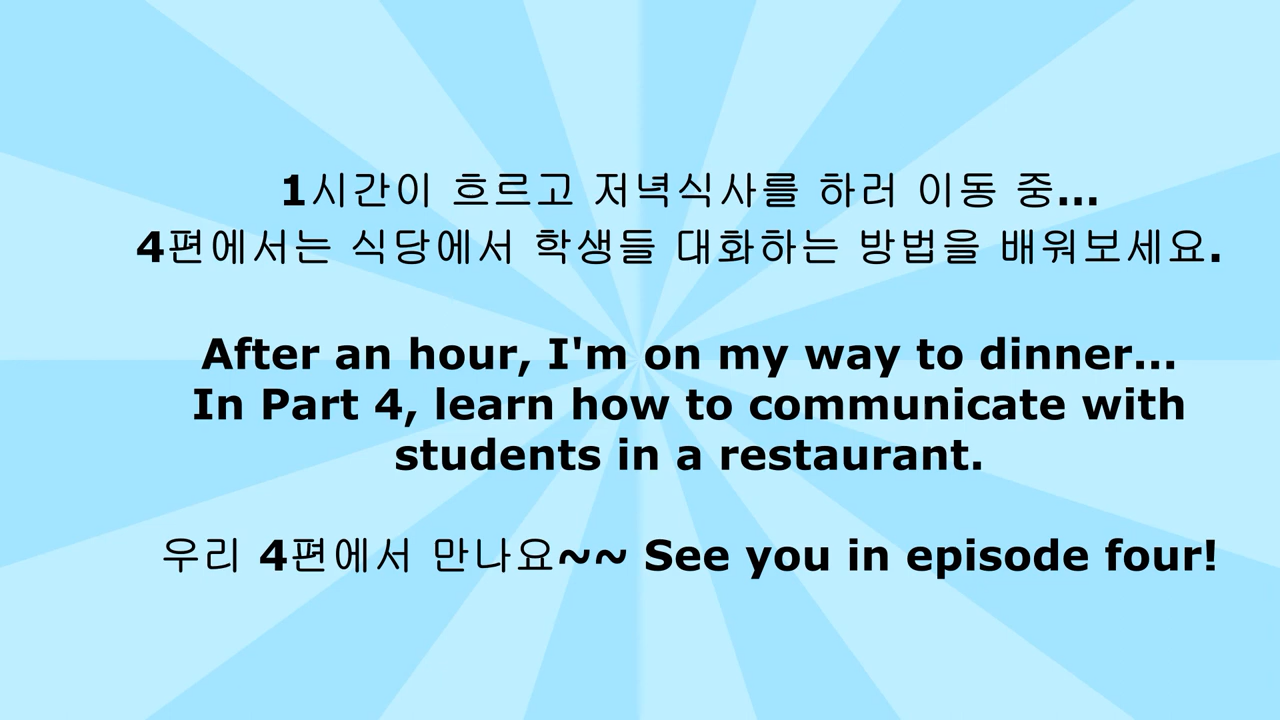 1시간이 흐르고 저녁식사를 하러 이동 중...
4편에서는 식당에서 학생들 대화하는 방법을 배워보세요.
After an hour, I'm on my way to dinner...
In Part 4, learn how to communicate with
students in a restaurant.
우리 4편에서 만나요~~ See you in episode four!